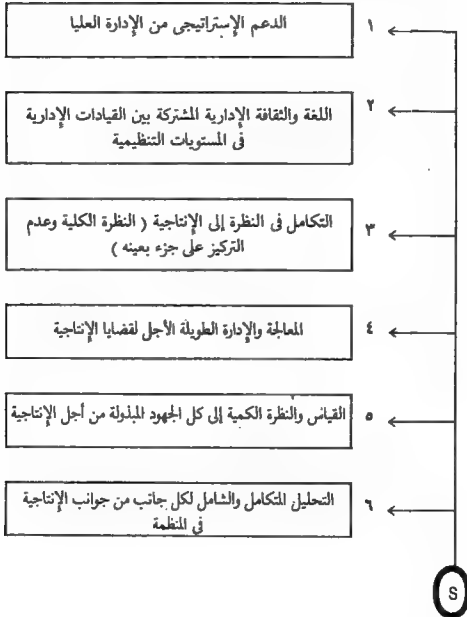 ١ الدعم الإستراتيجى من الإدارة العليا
٢ اللغة والثقافة الإدارية المشتركة بين القيادات الإدارية
فى المستويات التنظيمية
٣ التكامل فى النظرة إلى الإنتاجية ( النظرة الكلية وعدم
التركيز على جزء بعينه )
٤ المعالجة والإدارة الطويلة الأجل لقضايا الإنتاجية
٥ القياس والنظرة الكمية إلى كل الجهود المبذولة من أجل الإنتاجية
٦ التحليل المتكامل والشامل لكل جانب من جوانب الإنتاجية
فى المنظمة
S